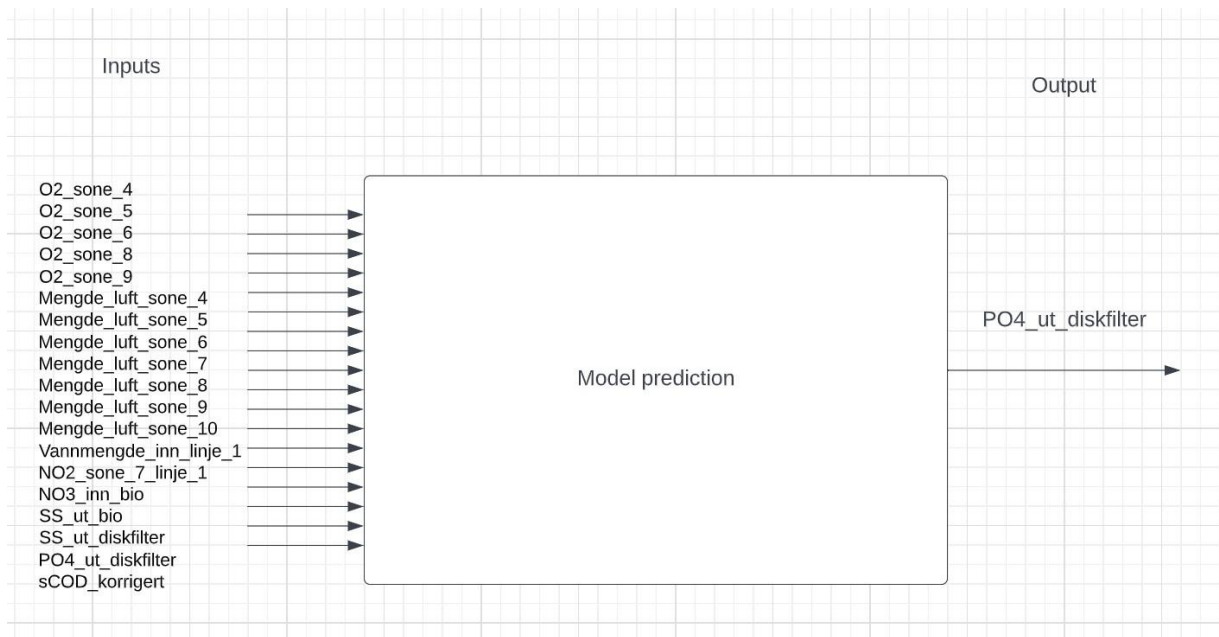 Inputs
Output
O2_sone_4
O2_sone_5
O2_sone_6
O2_sone_8
O2_sone_9
Mengde_luft_sone_4
Mengde_luft_sone_5
Mengde_luft_sone_6
Mengde_luft_sone_7
Mengde_luft_sone_8
Mengde_luft_sone_9
Mengde_luft_sone_10
Vannmengde_inn_linje_1
NO2_sone_7_linje_1
NO3_inn_bio
SS_ut_bio
SS_ut_diskfilter
PO4_ut_diskfilter
sCOD_korrigert
Model prediction
PO4_ut_diskfilter